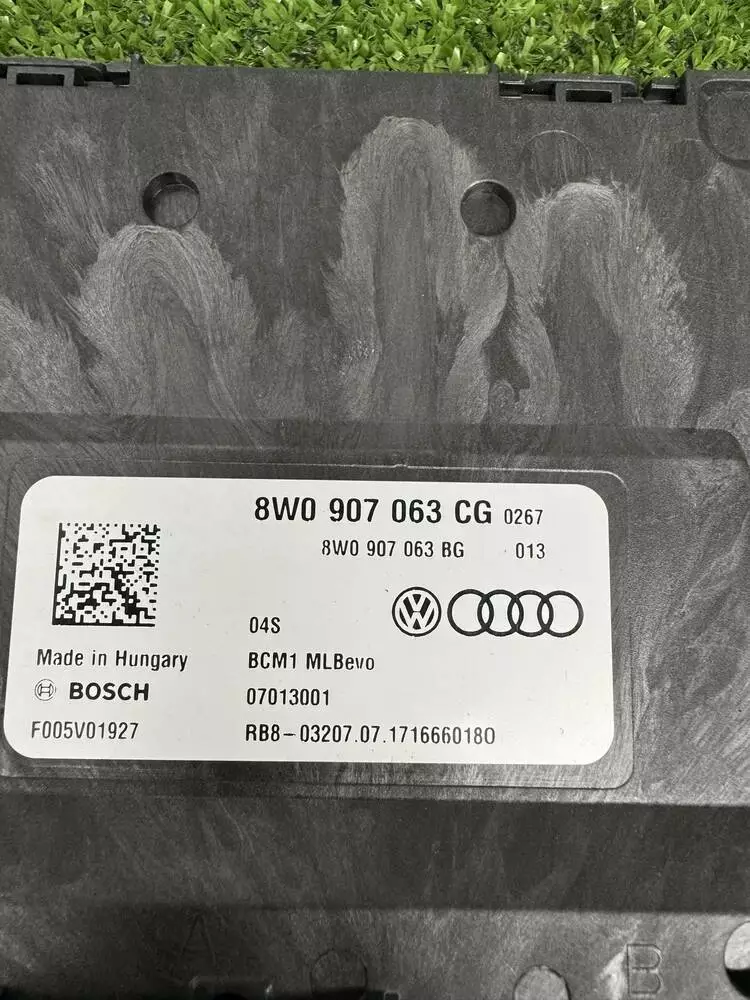 8W0 907 063 CG 0267
8W0 907 063 BG 013
04S
Made in Hungary BCM1 MLBevo
BOSCH 07013001
F005V01927 RB8-03207.07.1716660180
A B